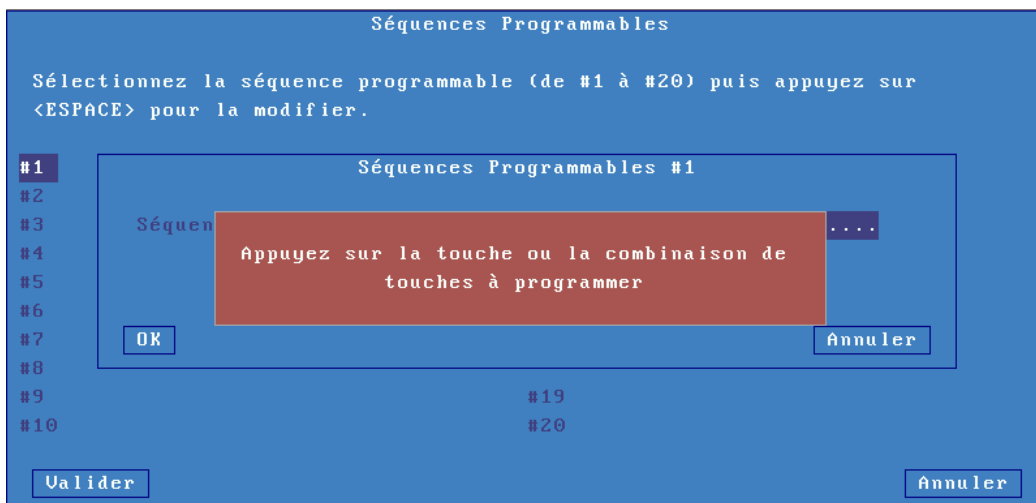 Séquences Programmables
Sélectionnez la séquence programmable (de #1 à #20) puis appuyez sur
<ESPACE> pour la modifier.
#1
Séquences Programmables #1
#2
#3
Séquen
....
#4
Appuyez sur la touche ou la combinaison de
#5
touches à programmer
#6
#7
OK
Annuler
#8
#9
#19
#10
#20
Valider
Annuler